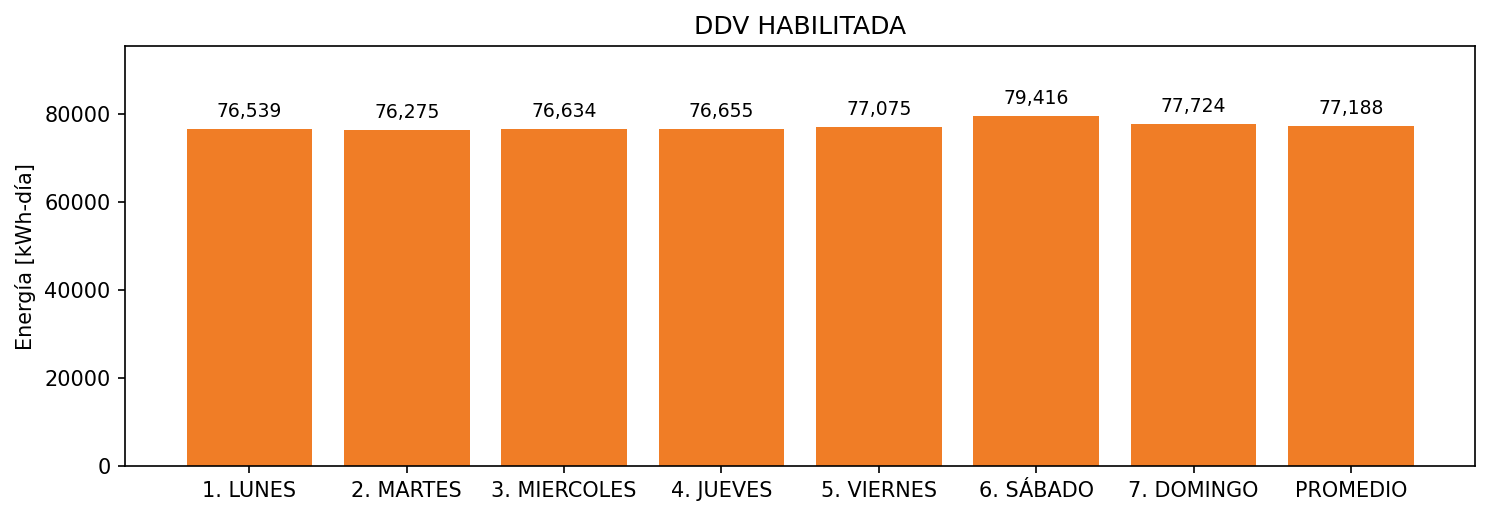 DDV HABILITADA
Energía [kWh-día]
80000
60000
40000
20000
0
76,539
76,275
76,634
76,655
77,075
79,416
77,724
77,188
1. LUNES
2. MARTES
3. MIERCOLES
4. JUEVES
5. VIERNES
6. SÁBADO
7. DOMINGO
PROMEDIO